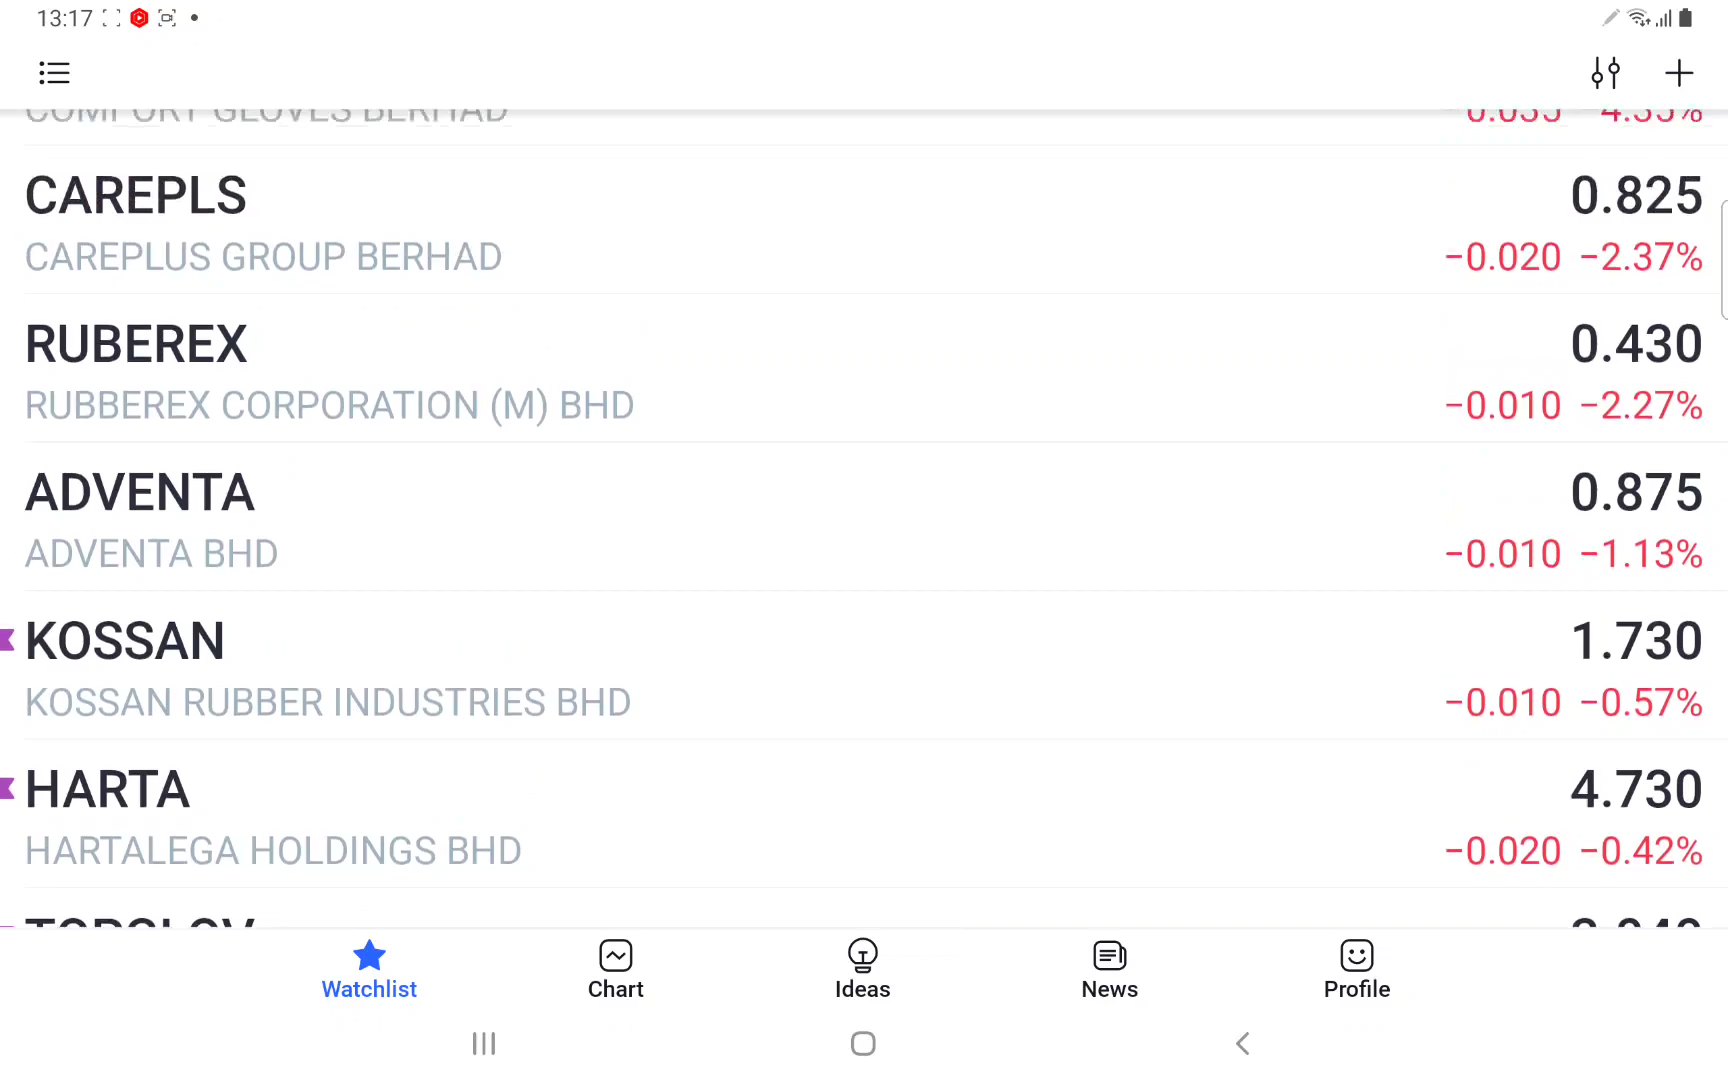 13:17
COMFORT GLOVES BERHAD
CAREPLS 0.825
CAREPLUS GROUP BERHAD −0.020 −2.37%
RUBEREX 0.430
RUBBEREX CORPORATION (M) BHD −0.010 −2.27%
ADVENTA 0.875
ADVENTA BHD −0.010 −1.13%
KOSSAN 1.730
KOSSAN RUBBER INDUSTRIES BHD −0.010 −0.57%
HARTA 4.730
HARTALEGA HOLDINGS BHD −0.020 −0.42%
Watchlist Chart Ideas News Profile